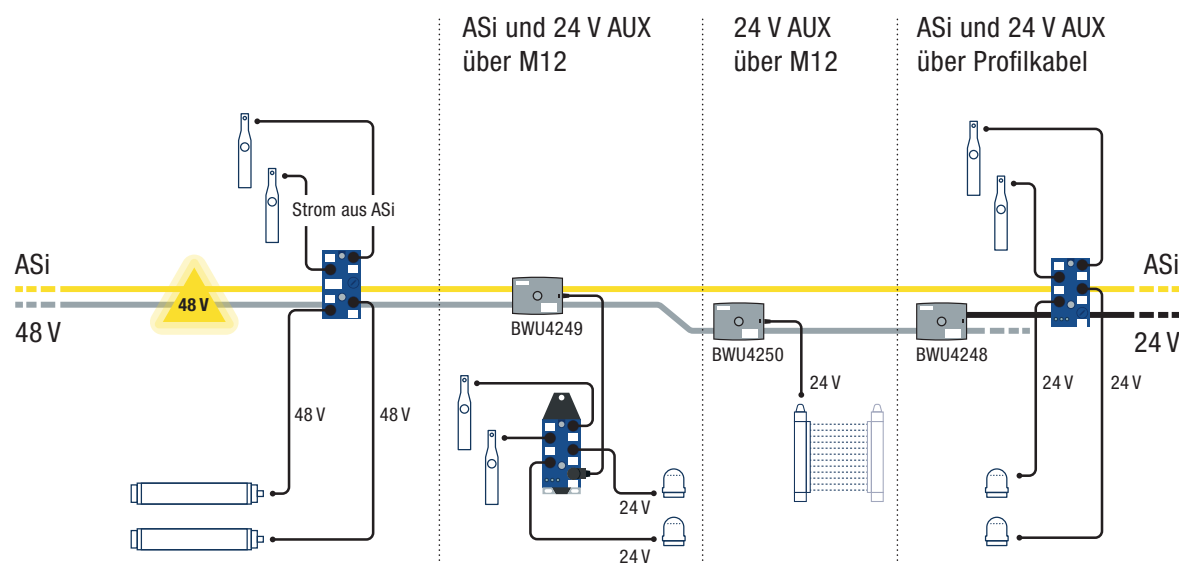 ASi und 24 V AUX
über M12
24 V AUX
über M12
ASi und 24 V AUX
über Profilkabel
Strom aus ASi
ASi
48 V
48 V
ASi
24 V
BWU4249
BWU4250
BWU4248
48 V
48 V
24 V
24 V
24 V
24 V
24 V